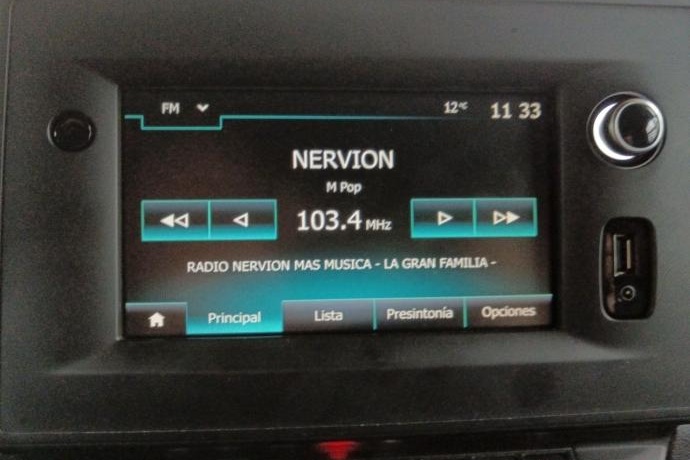 FM 12°C 11 33
NERVION
M Pop
103.4 MHz
RADIO NERVION MAS MUSICA - LA GRAN FAMILIA -
Principal Lista Presintonía Opciones